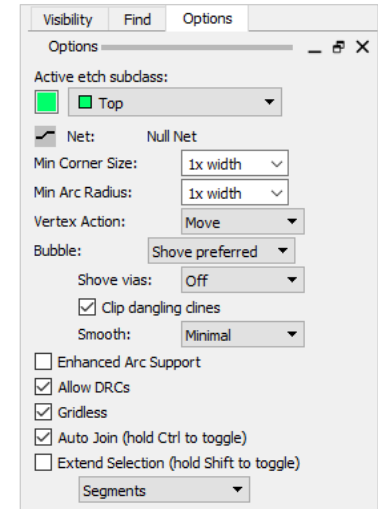 Visibility Find Options
Options
Active etch subclass:
Top
Net: Null Net
Min Corner Size: 1x width
Min Arc Radius: 1x width
Vertex Action: Move
Bubble: Shove preferred
Shove vias: Off
Clip dangling clines
Smooth: Minimal
Enhanced Arc Support
Allow DRCs
Gridless
Auto Join (hold Ctrl to toggle)
Extend Selection (hold Shift to toggle)
Segments